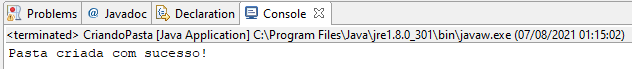 Problems @ Javadoc Declaration Console
<terminated> CriandoPasta [Java Application] C:\Program Files\Java\jre1.8.0_301\bin\javaw.exe (07/08/2021 01:15:02)
Pasta criada com sucesso!